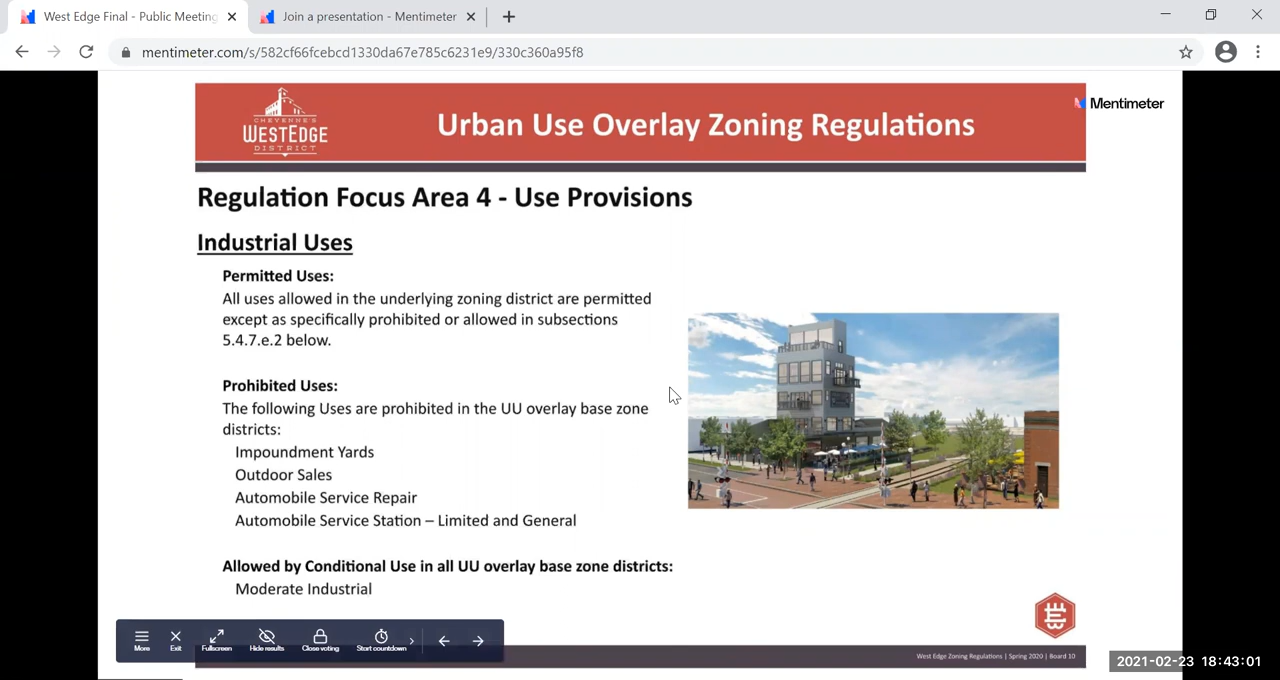 West Edge Final - Public Meeting
Join a presentation - Mentimeter
mentimeter.com/s/582cf66fcebcd1330da67e785c6231e9/330c360a95f8
Mentimeter
CHEYENNE'S
WESTEDGE
DISTRICT
Urban Use Overlay Zoning Regulations
Regulation Focus Area 4 - Use Provisions
Industrial Uses
Permitted Uses:
All uses allowed in the underlying zoning district are permitted
except as specifically prohibited or allowed in subsections
5.4.7.e.2 below.
Prohibited Uses:
The following Uses are prohibited in the UU overlay base zone
districts:
Impoundment Yards
Outdoor Sales
Automobile Service Repair
Automobile Service Station – Limited and General
Allowed by Conditional Use in all UU overlay base zone districts:
Moderate Industrial
More Exit Fullscreen Hide results Close voting Start countdown
West Edge Zoning Regulations | Spring 2020 | Board 10
2021-02-23 18:43:01